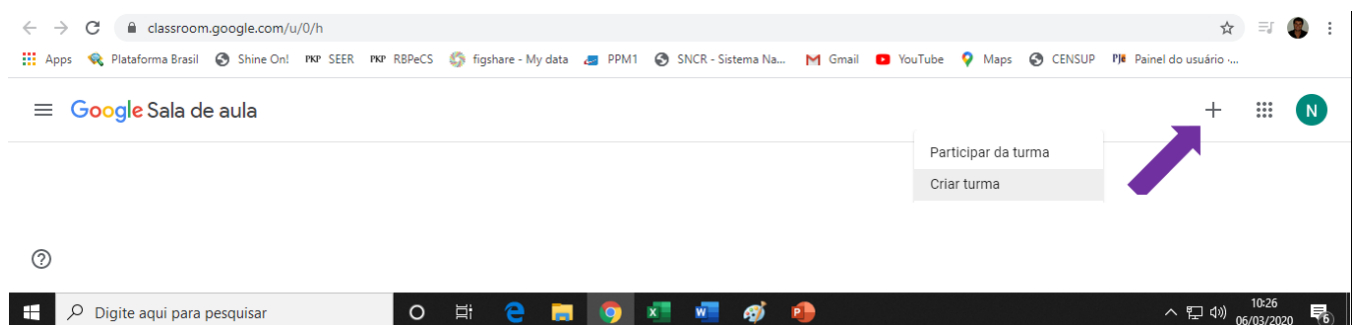 classroom.google.com/u/0/h
Apps Plataforma Brasil Shine On! PKP SEER PKP RBPeCS figshare - My data PPM1 SNCR - Sistema Na... Gmail YouTube Maps CENSUP PJe Painel do usuário ·...
Google Sala de aula
N
Participar da turma
Criar turma
Digite aqui para pesquisar
10:26
06/03/2020
6